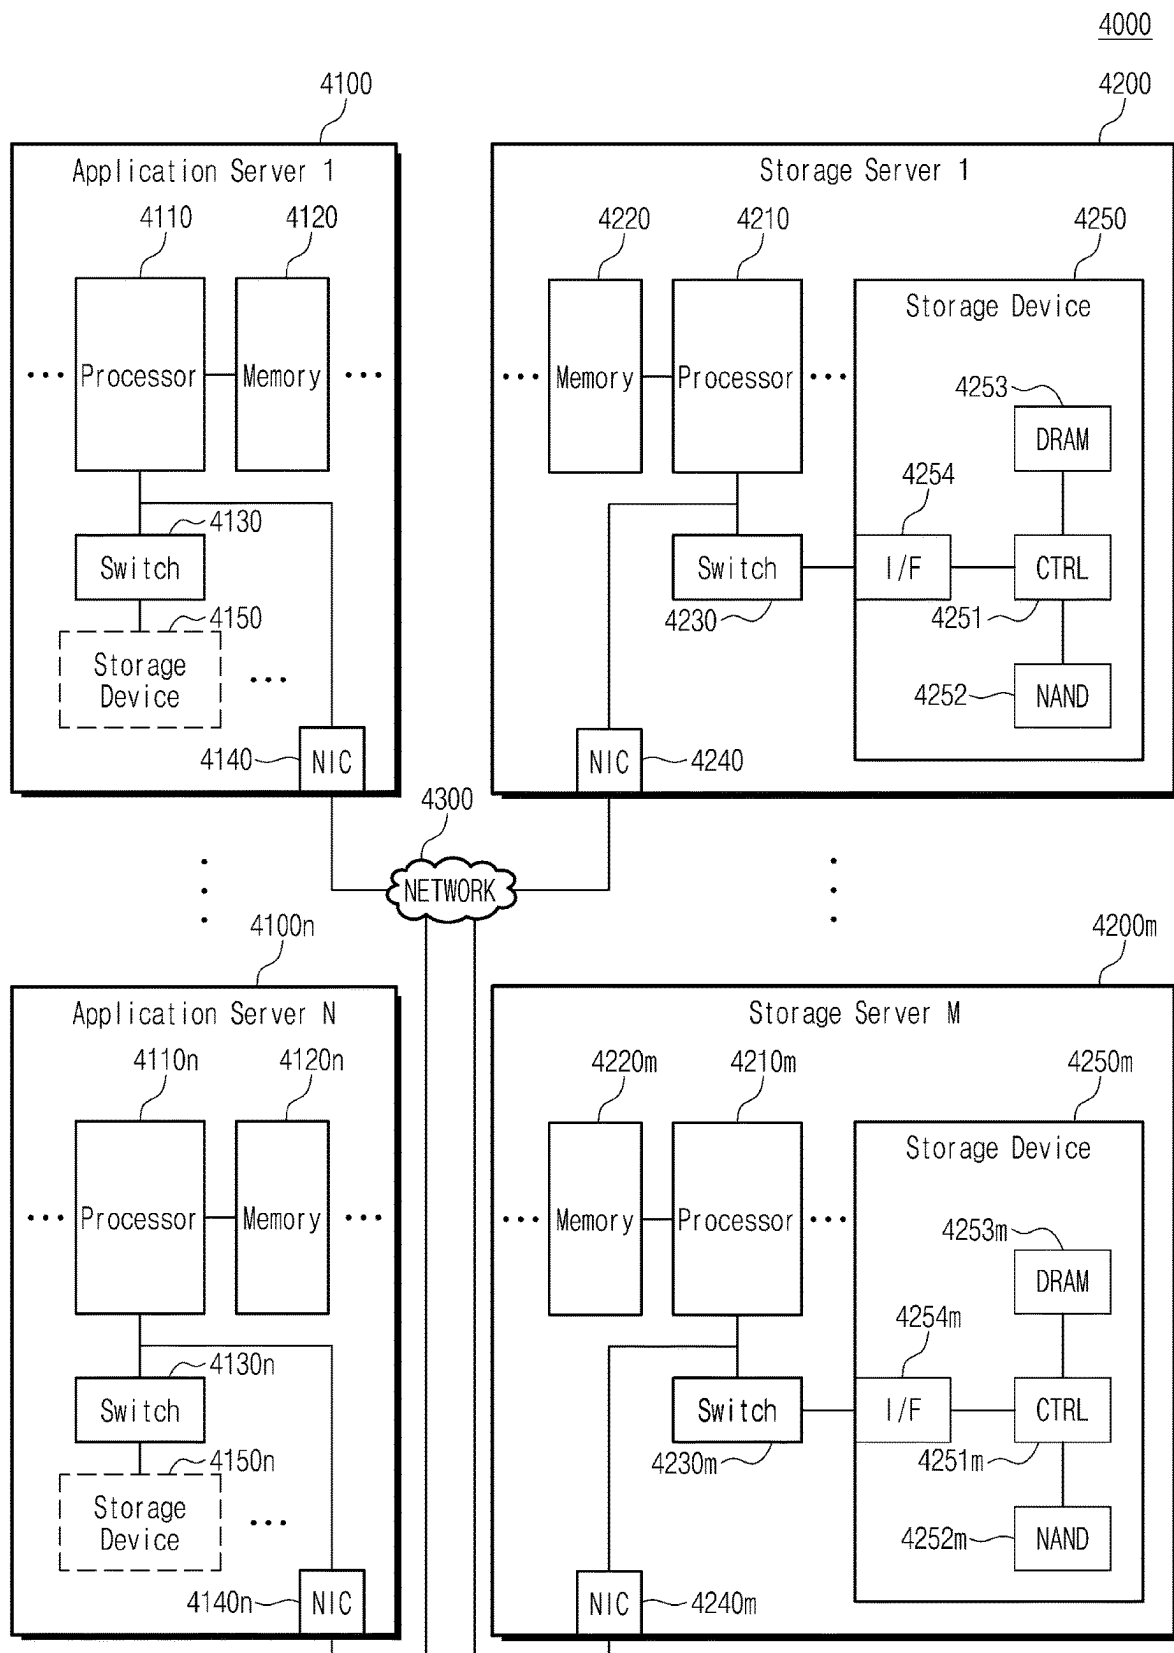 4000
4100
4200
Application Server 1
Storage Server 1
4110
4120
4220
4210
4250
Storage Device
... Processor Memory ...
... Memory Processor ...
4253
DRAM
4254
4130
Switch
Switch
I/F
CTRL
4230
4251
4150
Storage
Device
...
4252
NAND
4140
NIC
NIC
4240
4300
NETWORK
4100n
4200m
Application Server N
Storage Server M
4110n
4120n
4220m
4210m
4250m
Storage Device
... Processor Memory ...
... Memory Processor ...
4253m
DRAM
4254m
4130n
Switch
Switch
I/F
CTRL
4230m
4251m
4150n
Storage
Device
...
4252m
NAND
4140n
NIC
NIC
4240m